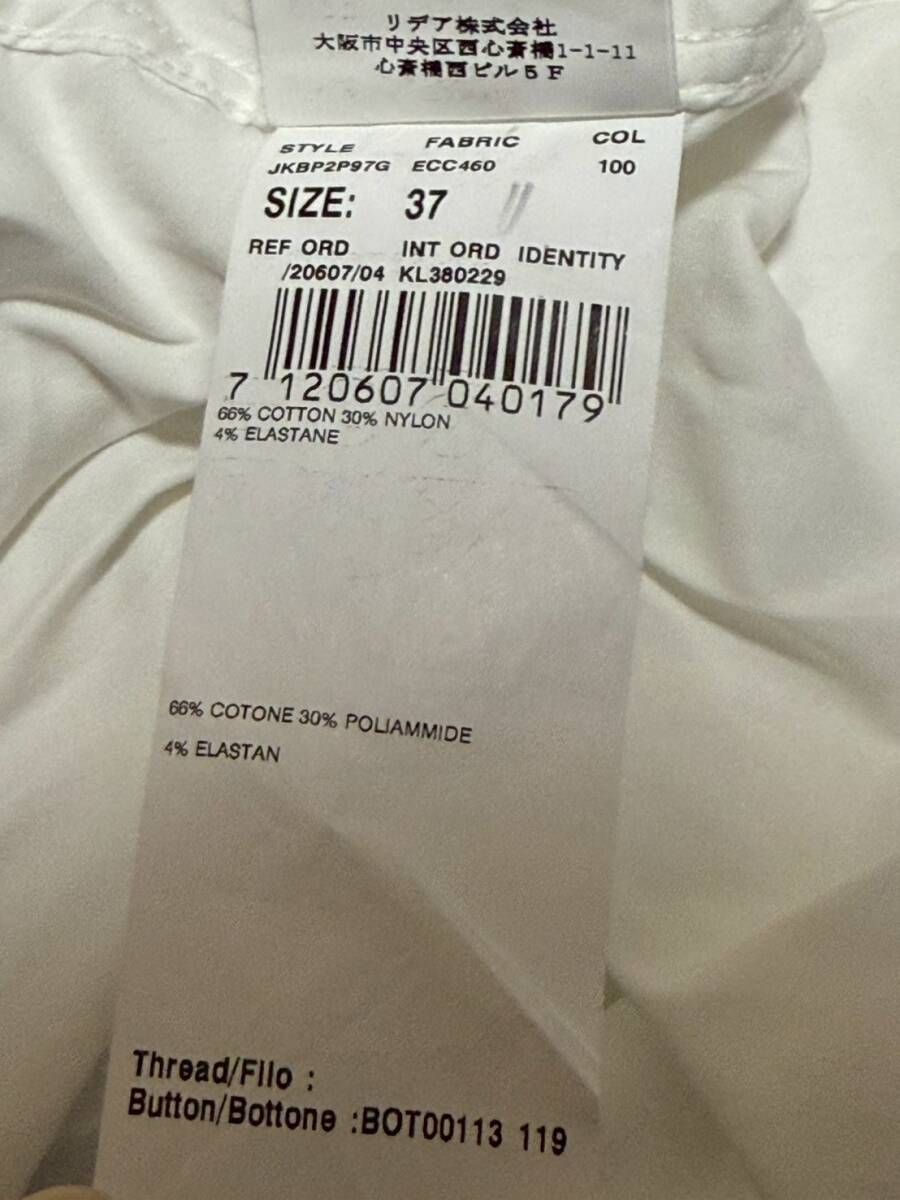 リデア株式会社
大阪市中央区西心斎橋1-1-11
心斎橋西ビル5F
STYLE FABRIC COL
JKBP2P97G ECC460 100
SIZE: 37
REF ORD INT ORD IDENTITY
/20607/04 KL380229
7 120607 040179
66% COTTON 30% NYLON
4% ELASTANE
66% COTONE 30% POLIAMMIDE
4% ELASTAN
Thread/Filo :
Button/Bottone :BOT00113 119